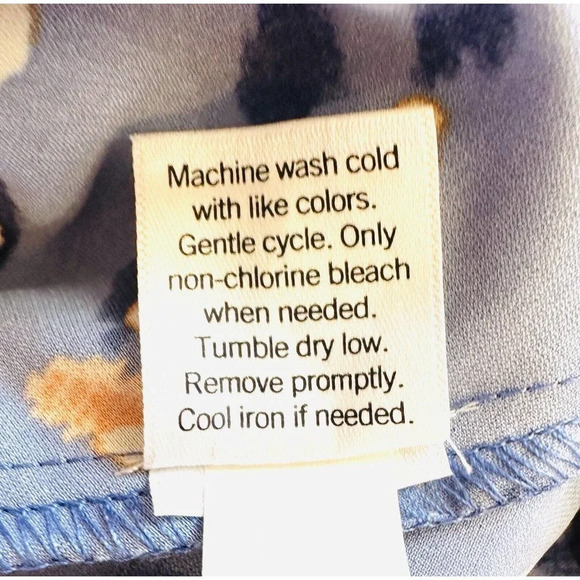 Machine wash cold
with like colors.
Gentle cycle. Only
non-chlorine bleach
when needed.
Tumble dry low.
Remove promptly.
Cool iron if needed.